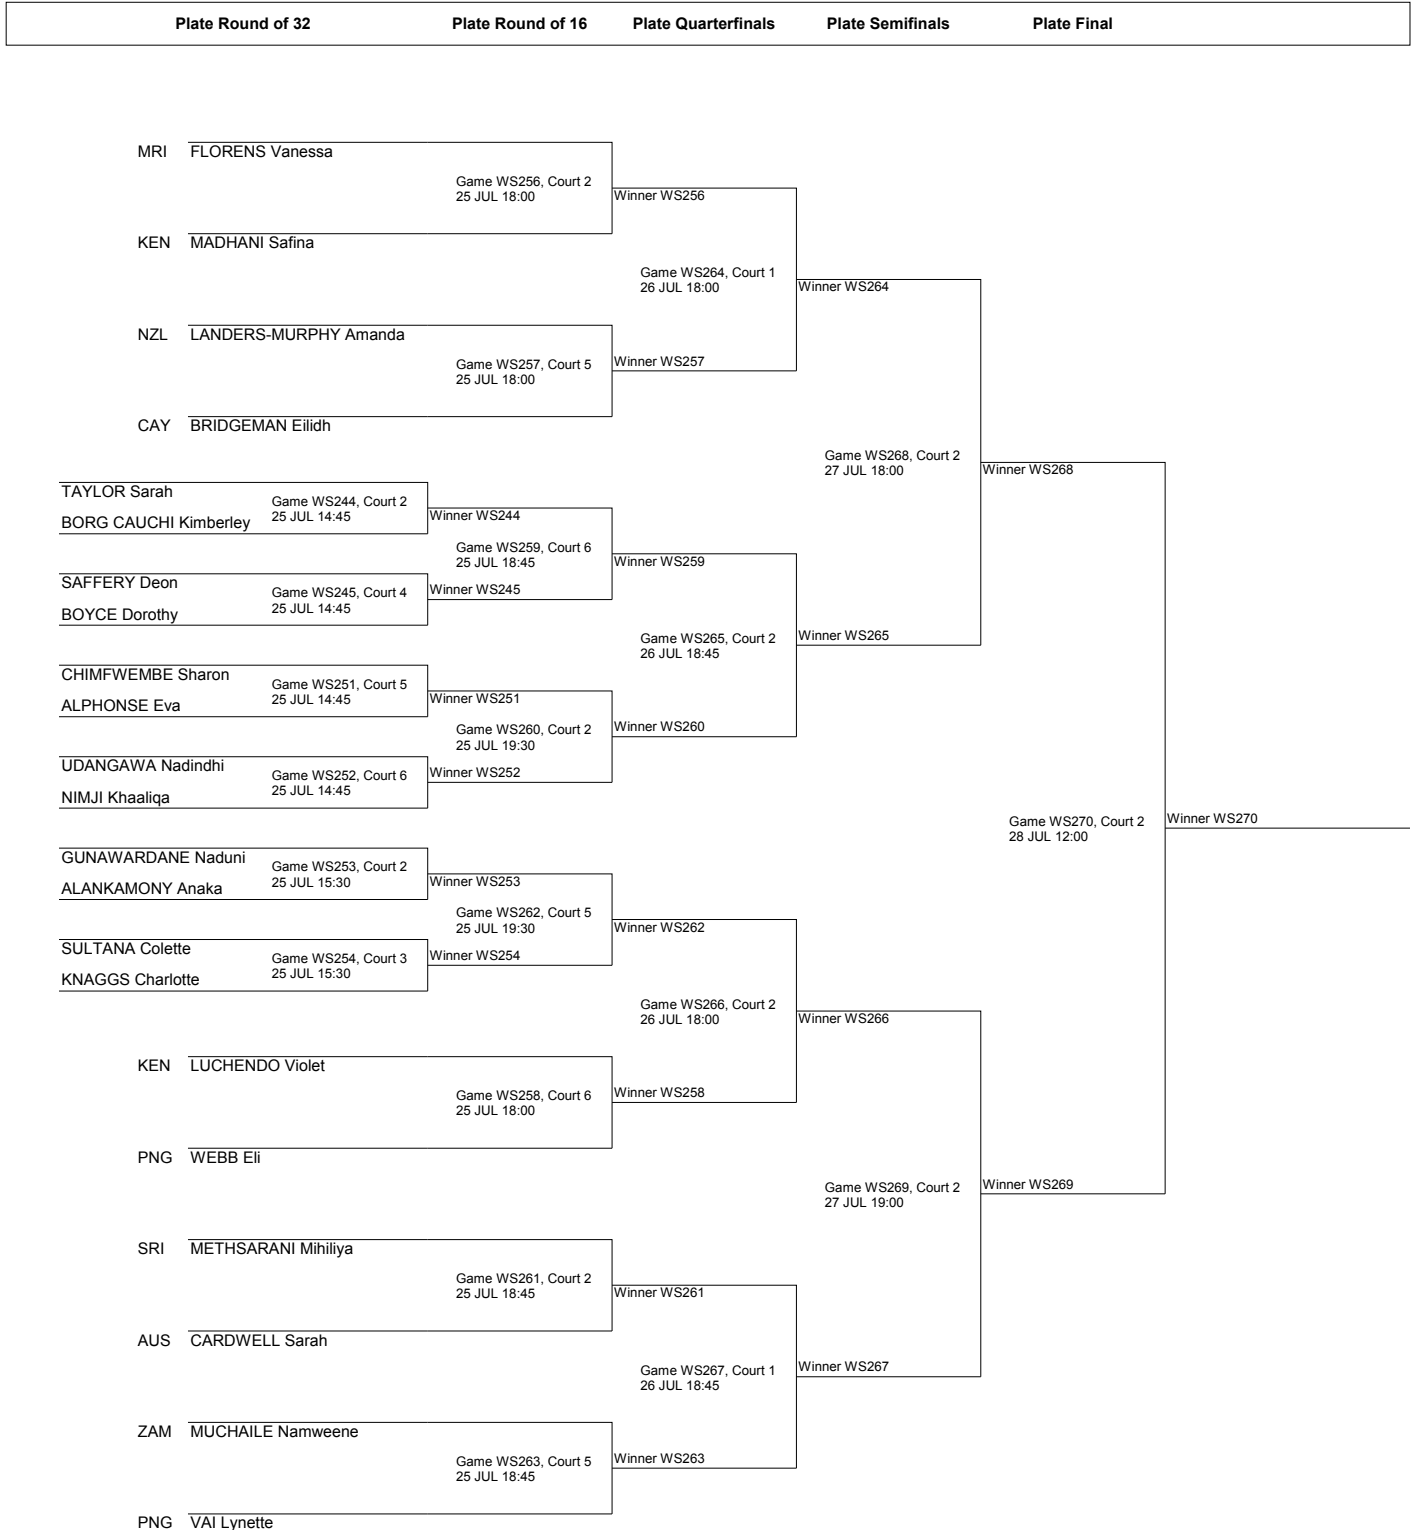 Plate Round of 32 Plate Round of 16 Plate Quarterfinals Plate Semifinals Plate Final
MRI FLORENS Vanessa
Game WS256, Court 2
25 JUL 18:00
Winner WS256
KEN MADHANI Safina
Game WS264, Court 1
26 JUL 18:00
Winner WS264
NZL LANDERS-MURPHY Amanda
Game WS257, Court 5
25 JUL 18:00
Winner WS257
CAY BRIDGEMAN Eilidh
Game WS268, Court 2
27 JUL 18:00
Winner WS268
TAYLOR Sarah
Game WS244, Court 2
25 JUL 14:45
BORG CAUCHI Kimberley
Winner WS244
Game WS259, Court 6
25 JUL 18:45
Winner WS259
SAFFERY Deon
Game WS245, Court 4
25 JUL 14:45
BOYCE Dorothy
Winner WS245
Game WS265, Court 2
26 JUL 18:45
Winner WS265
CHIMFWEMBE Sharon
Game WS251, Court 5
25 JUL 14:45
ALPHONSE Eva
Winner WS251
Game WS260, Court 2
25 JUL 19:30
Winner WS260
UDANGAWA Nadindhi
Game WS252, Court 6
25 JUL 14:45
NIMJI Khaaliqa
Winner WS252
Game WS270, Court 2
28 JUL 12:00
Winner WS270
GUNAWARDANE Naduni
Game WS253, Court 2
25 JUL 15:30
ALANKAMONY Anaka
Winner WS253
Game WS262, Court 5
25 JUL 19:30
Winner WS262
SULTANA Colette
Game WS254, Court 3
25 JUL 15:30
KNAGGS Charlotte
Winner WS254
Game WS266, Court 2
26 JUL 18:00
Winner WS266
KEN LUCHENDO Violet
Game WS258, Court 6
25 JUL 18:00
Winner WS258
PNG WEBB Eli
Game WS269, Court 2
27 JUL 19:00
Winner WS269
SRI METHSARANI Mihiliya
Game WS261, Court 2
25 JUL 18:45
Winner WS261
AUS CARDWELL Sarah
Game WS267, Court 1
26 JUL 18:45
Winner WS267
ZAM MUCHAILE Namweene
Game WS263, Court 5
25 JUL 18:45
Winner WS263
PNG VAI Lynette